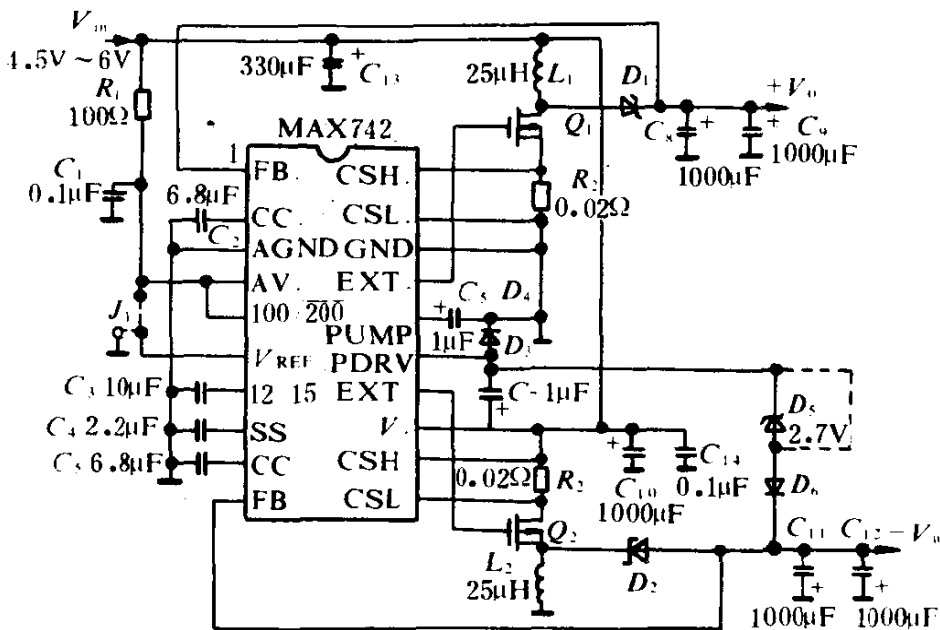 V_in
4.5V～6V
R₁
100Ω
C₁
0.1μF
330μF
C₁₃
25μH
L₁
D₁
+V₀
Q₁
C₈
1000μF
C₉
1000μF
MAX742
1
FB
CSH
6.8μF
C₂
CC
CSL
R₂
0.02Ω
AGND
GND
AV
EXT
100 200
C₅
D₄
1μF
PUMP
D₃
J₁
V_REF
PDRV
C₃ 10μF
12 15
EXT
C
1μF
D₅
2.7V
C₄ 2.2μF
SS
V
C₅ 6.8μF
CC
CSH
0.02Ω
R₂
C₁₀
1000μF
C₁₄
0.1μF
D₆
FB
CSL
Q₂
L₂
25μH
D₂
C₁₁
C₁₂
-V₀
1000μF
1000μF